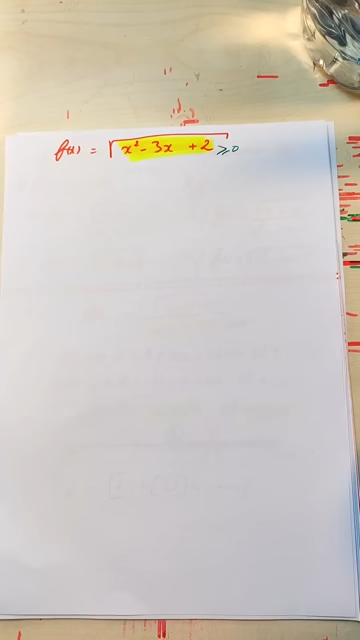 f(x) = √x² - 3x + 2 ⩾ 0